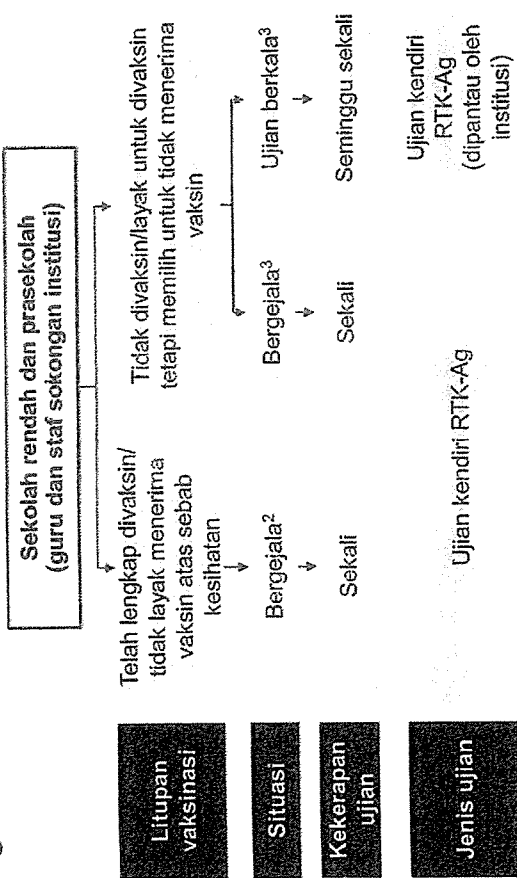 Sekolah rendah dan prasekolah
(guru dan staf sokongan institusi)
Litupan
vaksinasi
Telah lengkap divaksin/
tidak layak menerima
vaksin atas sebab
kesihatan
Tidak divaksin/layak untuk divaksin
tetapi memilih untuk tidak menerima
vaksin
Situasi
Bergejala²
Bergejala³
Ujian berkala³
Kekerapan
ujian
Sekali
Sekali
Seminggu sekali
Jenis ujian
Ujian kendiri RTK-Ag
Ujian kendiri
RTK-Ag
(dipantau oleh
institusi)